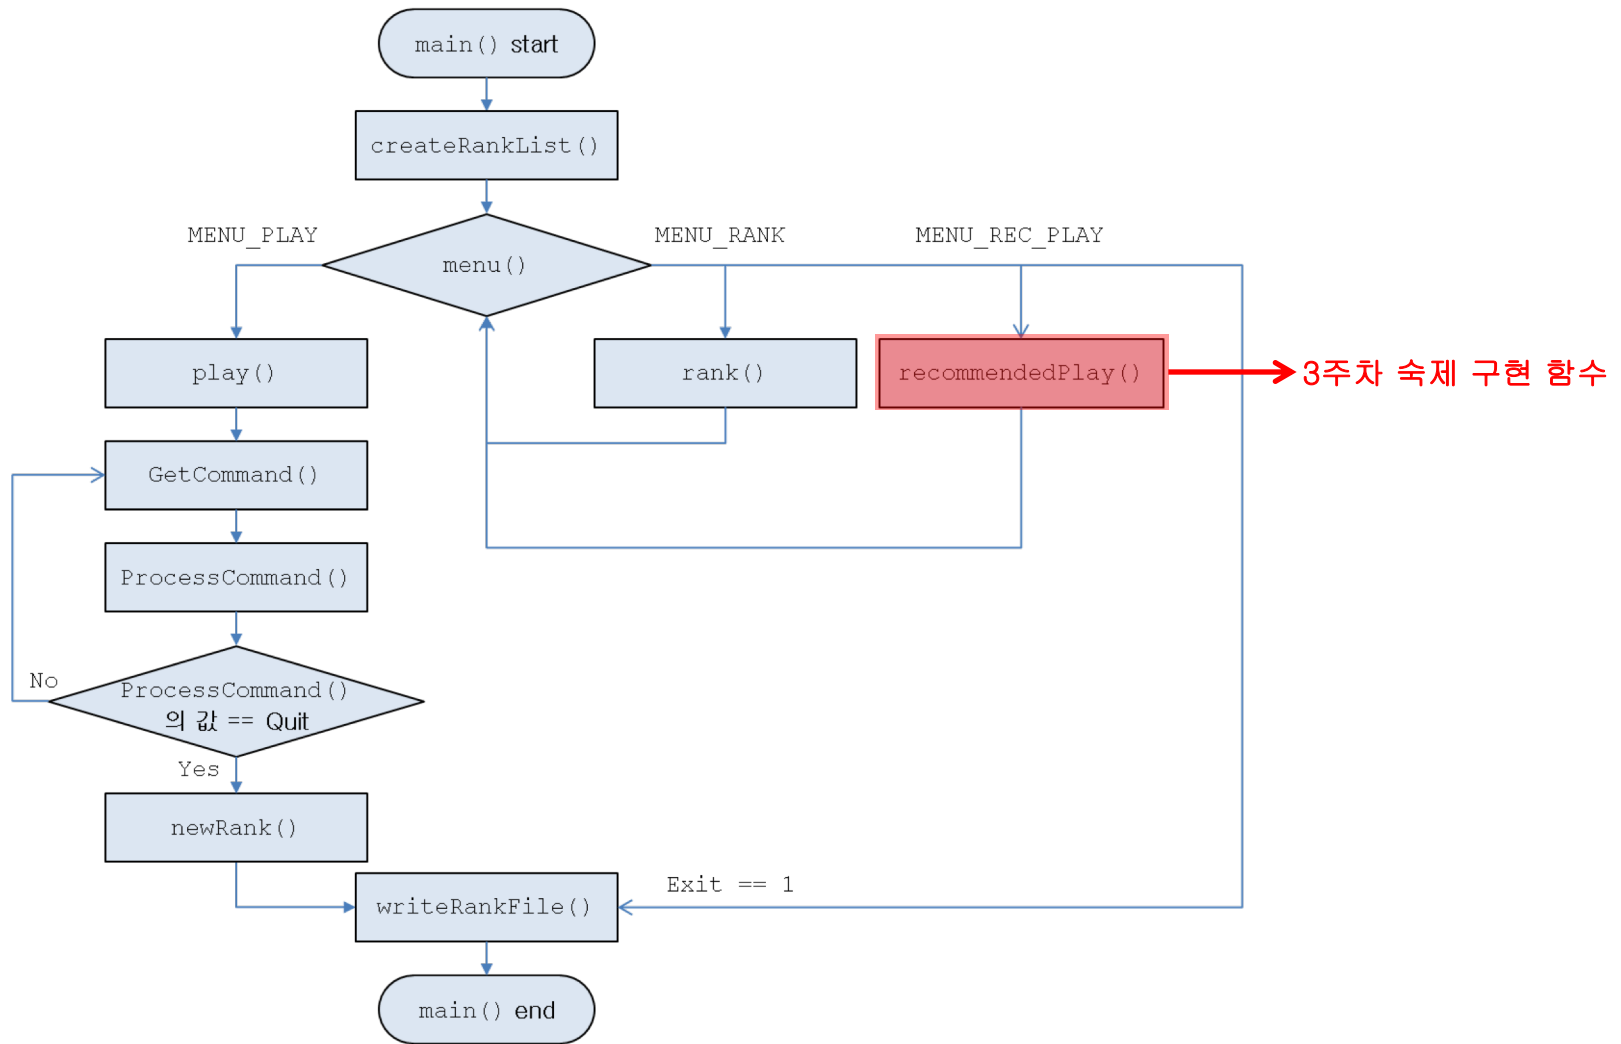 main() start
createRankList()
MENU_PLAY
MENU_RANK
MENU_REC_PLAY
menu()
play()
rank()
recommendedPlay()
3주차 숙제 구현 함수
GetCommand()
ProcessCommand()
No
ProcessCommand()
의 값 == Quit
Yes
newRank()
Exit == 1
writeRankFile()
main() end